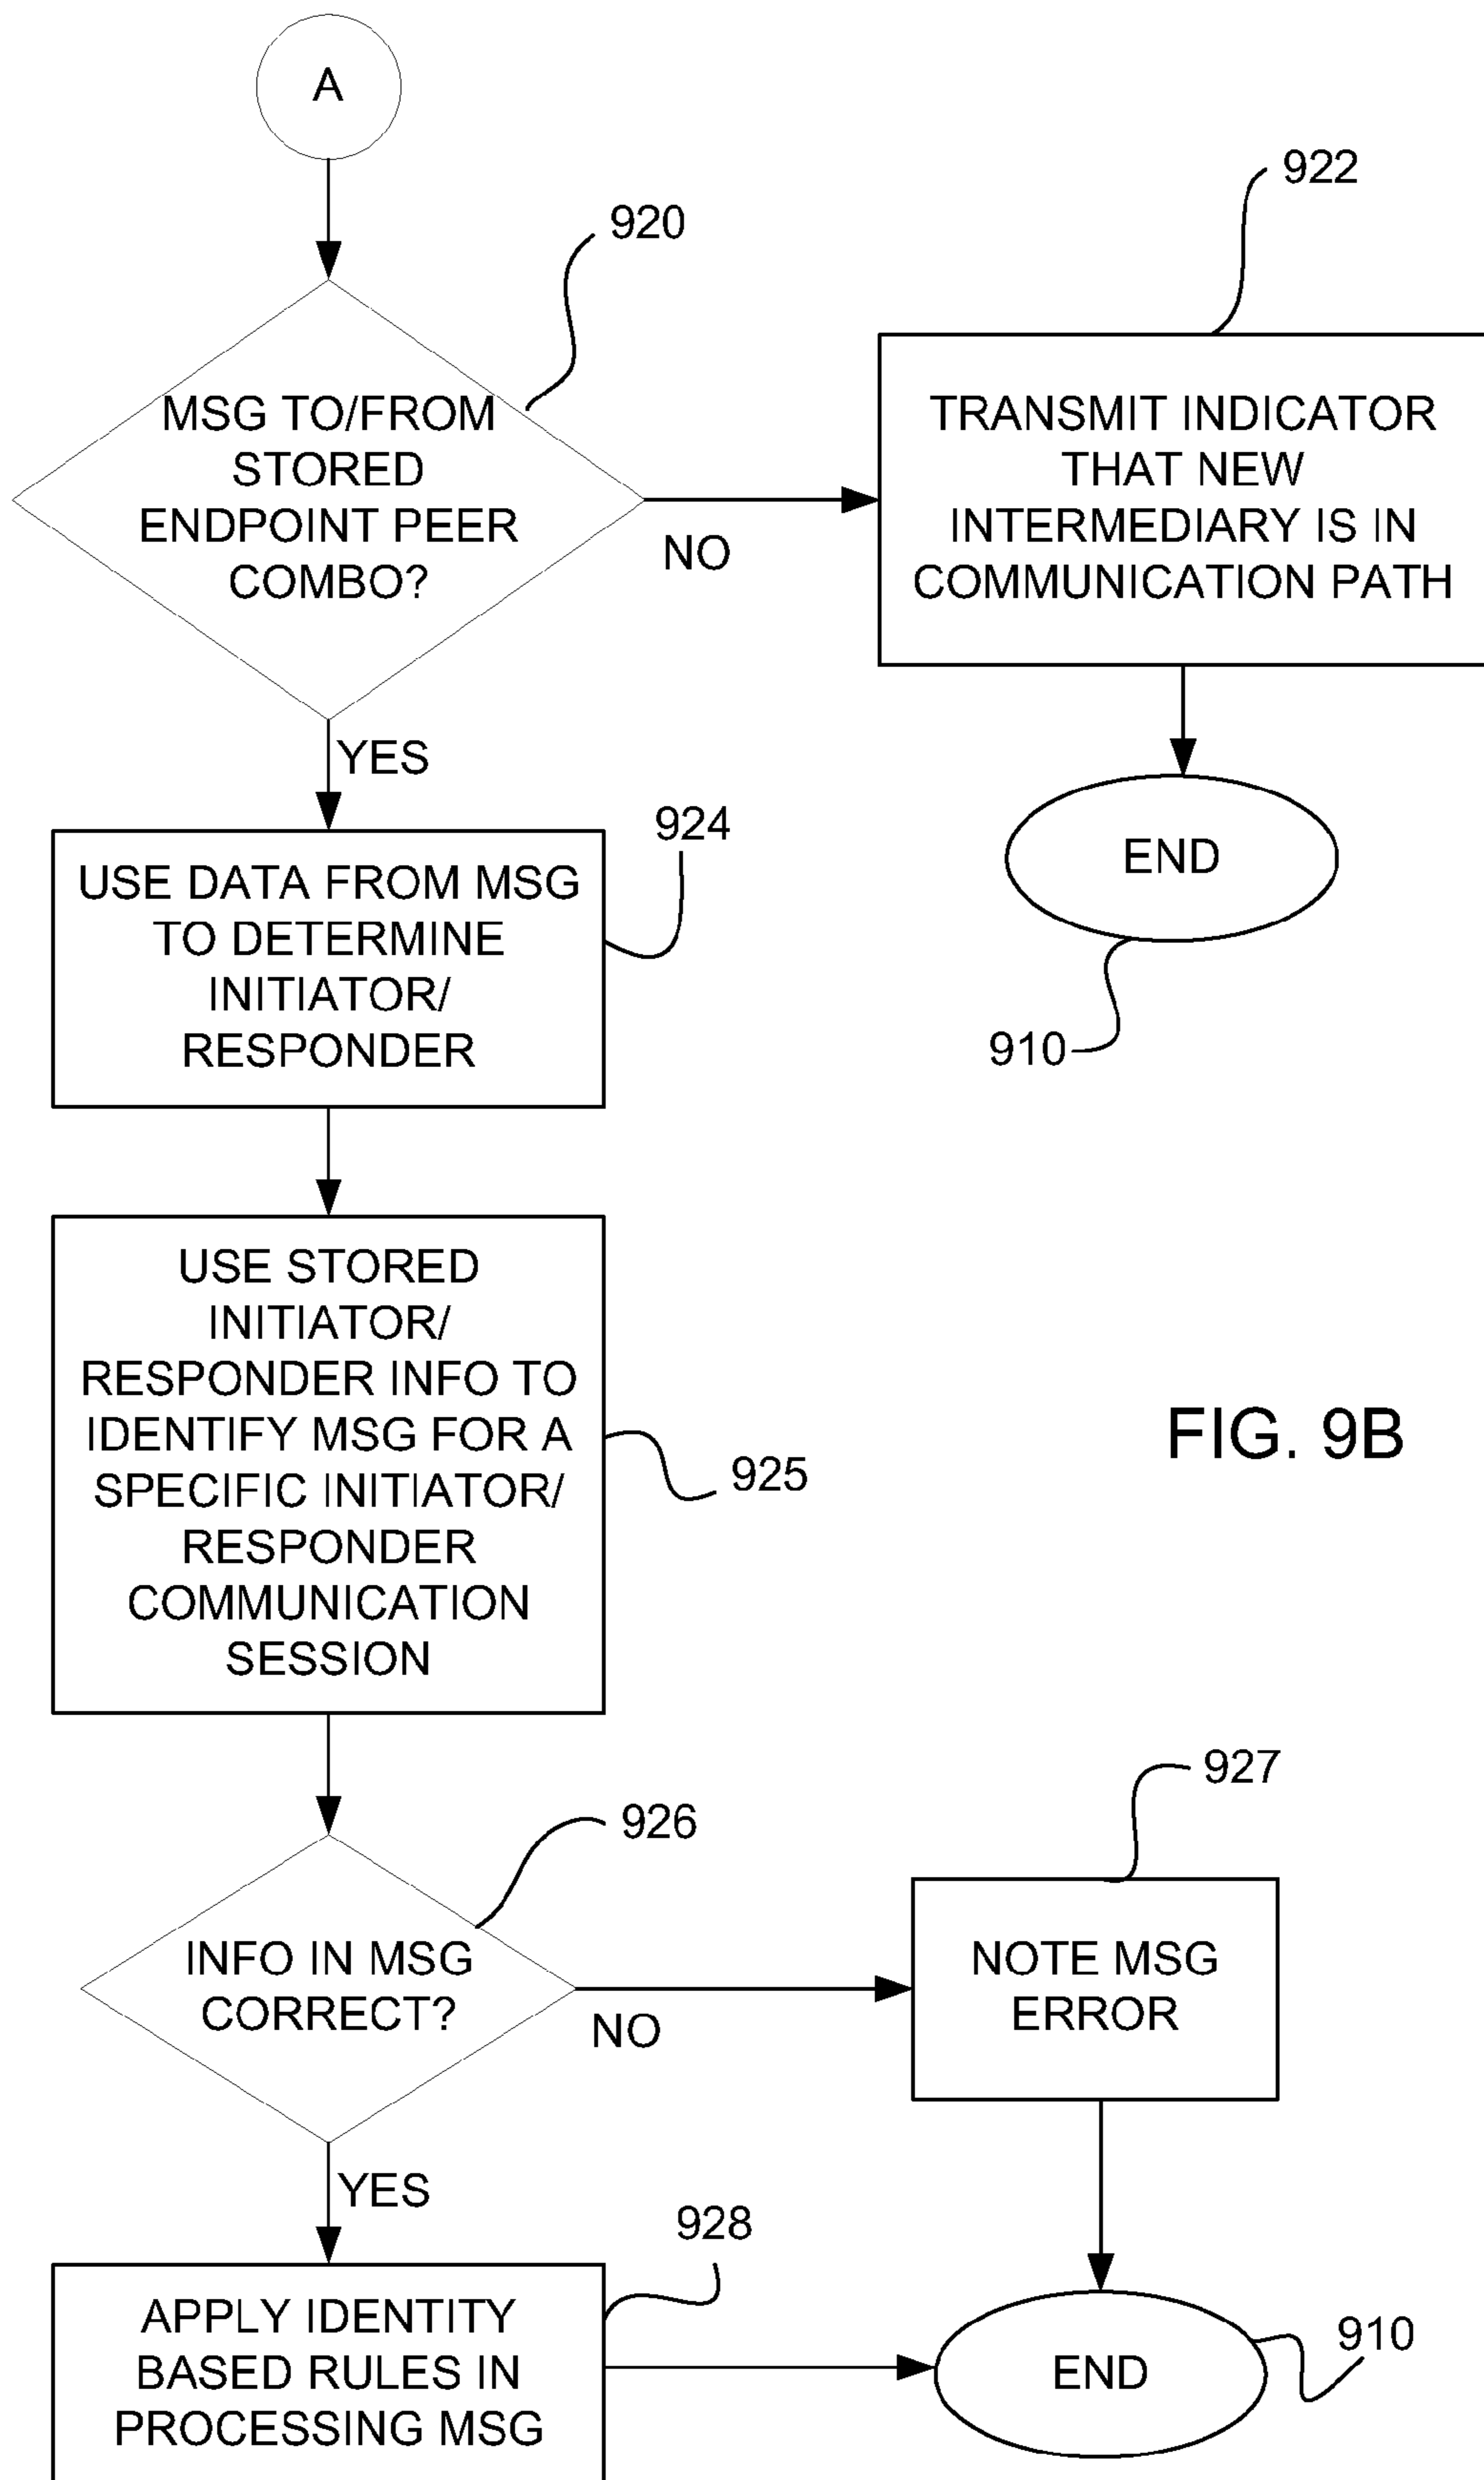 A
920
922
MSG TO/FROM
STORED
ENDPOINT PEER
COMBO?
NO
TRANSMIT INDICATOR
THAT NEW
INTERMEDIARY IS IN
COMMUNICATION PATH
YES
END
910
924
USE DATA FROM MSG
TO DETERMINE
INITIATOR/
RESPONDER
925
USE STORED
INITIATOR/
RESPONDER INFO TO
IDENTIFY MSG FOR A
SPECIFIC INITIATOR/
RESPONDER
COMMUNICATION
SESSION
FIG. 9B
926
927
INFO IN MSG
CORRECT?
NO
NOTE MSG
ERROR
YES
928
APPLY IDENTITY
BASED RULES IN
PROCESSING MSG
END
910